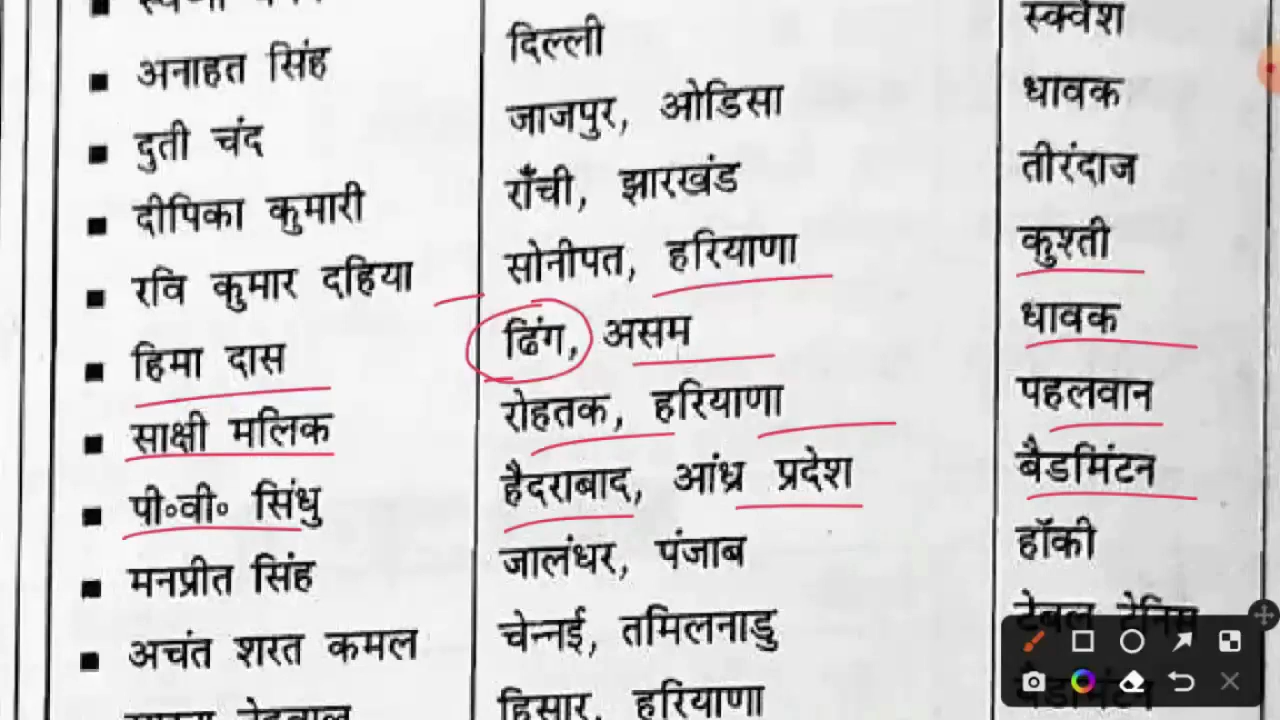 अनाहत सिंह दिल्ली स्क्वेश
दुती चंद जाजपुर, ओडिसा धावक
दीपिका कुमारी राँची, झारखंड तीरंदाज
रवि कुमार दहिया सोनीपत, हरियाणा कुश्ती
हिमा दास ढिंग, असम धावक
साक्षी मलिक रोहतक, हरियाणा पहलवान
पी॰वी॰ सिंधु हैदराबाद, आंध्र प्रदेश बैडमिंटन
मनप्रीत सिंह जालंधर, पंजाब हॉकी
अचंत शरत कमल चेन्नई, तमिलनाडु टेबल टेनिस
हिसार, हरियाणा